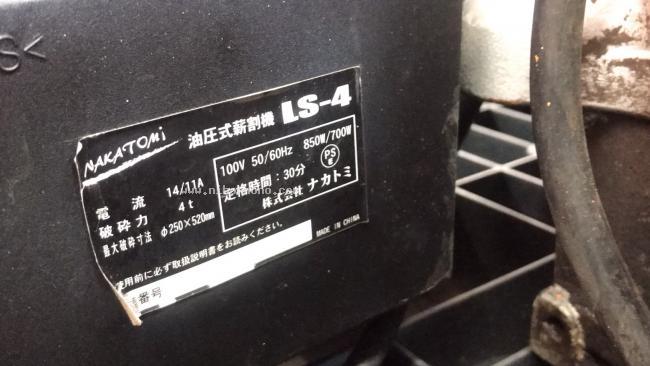 S<
NAKATOMI
油圧式薪割機 LS-4
電流 14/11A
破砕力 4t
最大破砕寸法 φ250×520mm
100V 50/60Hz 850W/700W
定格時間:30分
PS
E
株式会社 ナカトミ
使用前に必ず取扱説明書をお読みください。
番号
MADE IN CHINA